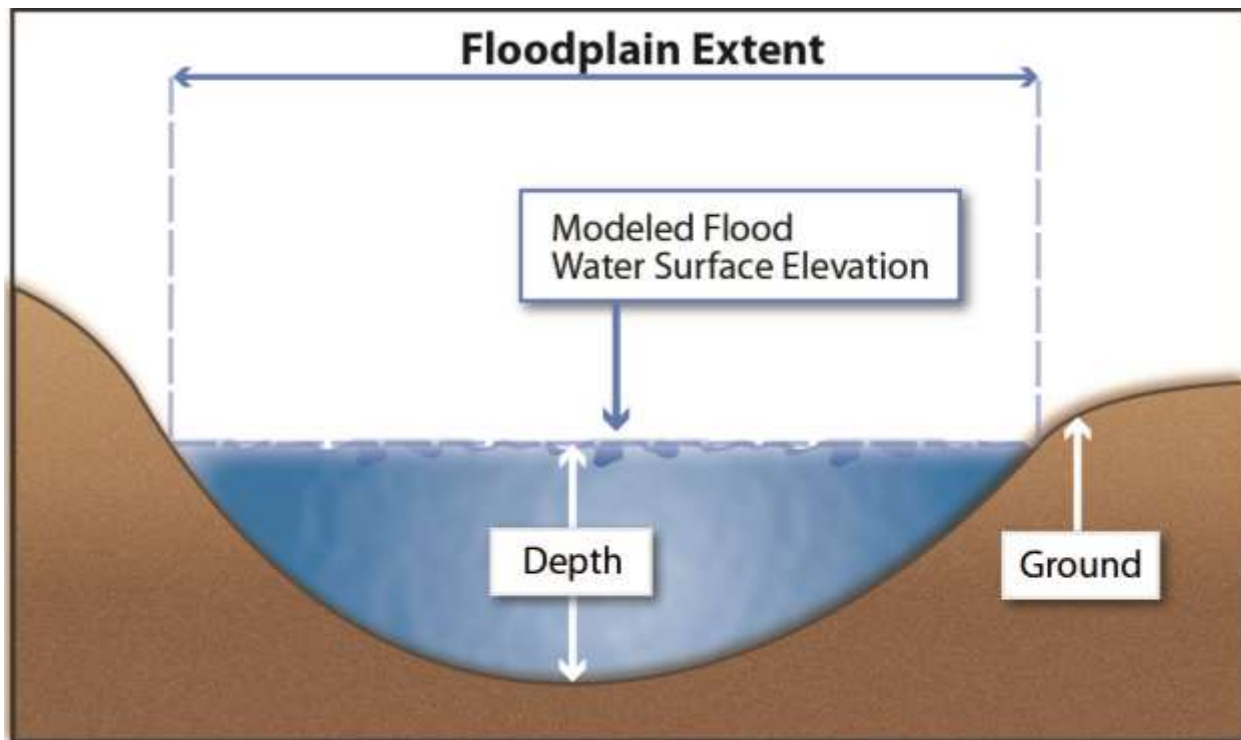 Floodplain Extent
Modeled Flood
Water Surface Elevation
Depth
Ground